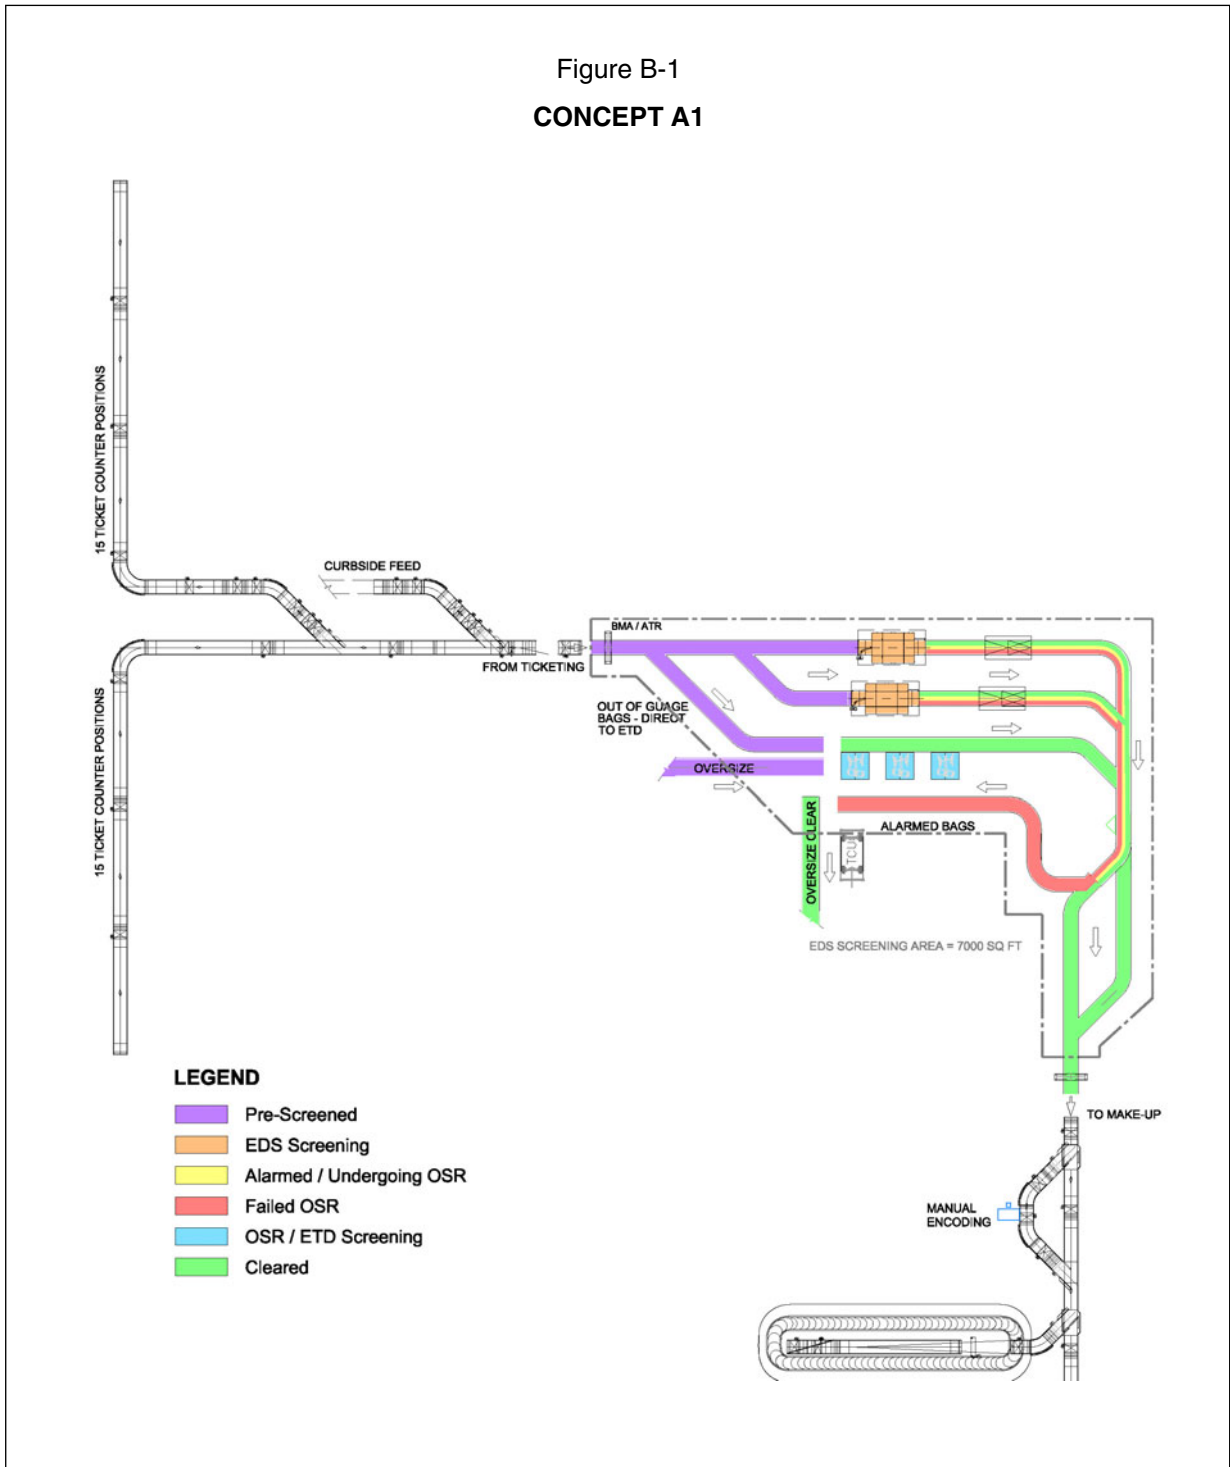 Figure B-1
CONCEPT A1
15 TICKET COUNTER POSITIONS
CURBSIDE FEED
BMA / ATR
FROM TICKETING
OUT OF GUAGE
BAGS - DIRECT
TO ETD
OVERSIZE
15 TICKET COUNTER POSITIONS
ALARMED BAGS
OVERSIZE CLEAR
TCU
EDS SCREENING AREA = 7000 SQ FT
LEGEND
Pre-Screened
EDS Screening
Alarmed / Undergoing OSR
Failed OSR
OSR / ETD Screening
Cleared
TO MAKE-UP
MANUAL
ENCODING